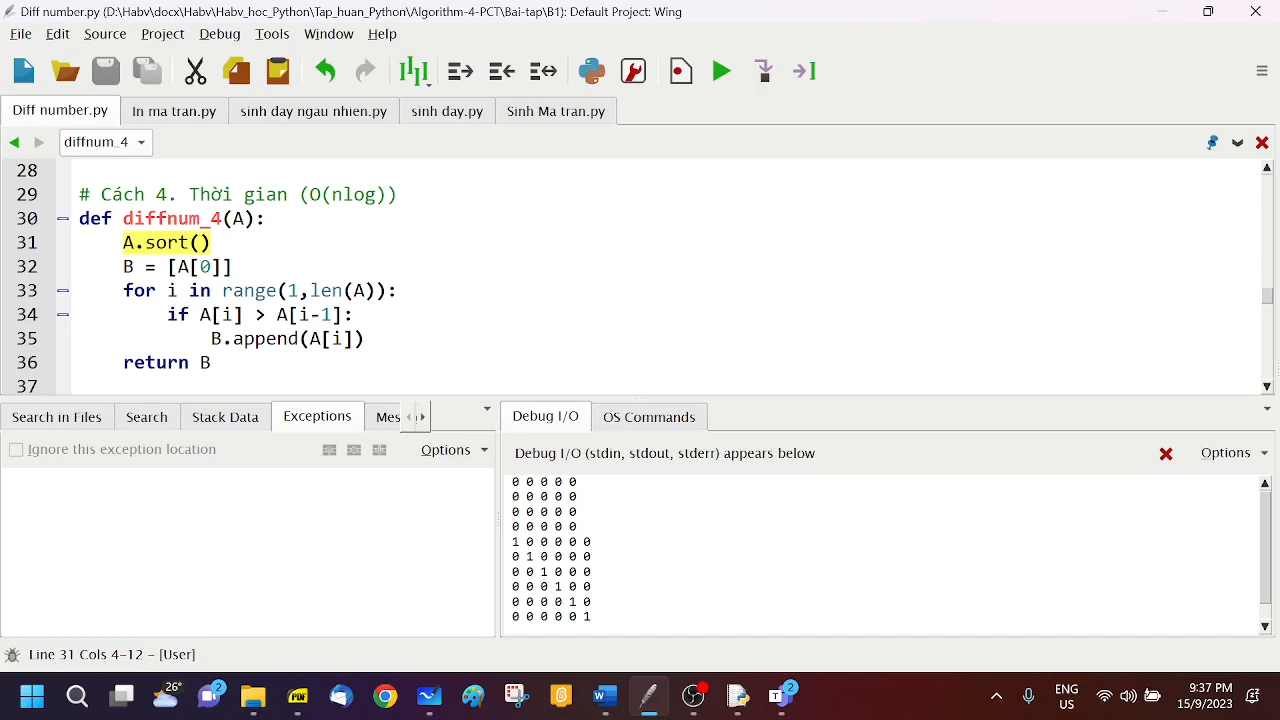 Diff number.py (D:\Habv\docx\Habv\Habv_hoc_Python\Tap_huan_Python\Algorithm-4-PCT\Bai-tap\B1): Default Project: Wing
File Edit Source Project Debug Tools Window Help
Diff number.py In ma tran.py sinh day ngau nhien.py sinh day.py Sinh Ma tran.py
diffnum_4
28
29 # Cách 4. Thời gian (O(nlog))
30 def diffnum_4(A):
31 A.sort()
32 B = [A[0]]
33 for i in range(1,len(A)):
34 if A[i] > A[i-1]:
35 B.append(A[i])
36 return B
37
Search in Files Search Stack Data Exceptions Mes
Debug I/O OS Commands
Ignore this exception location Options
Debug I/O (stdin, stdout, stderr) appears below Options
0 0 0 0 0
0 0 0 0 0
0 0 0 0 0
0 0 0 0 0
1 0 0 0 0 0
0 1 0 0 0 0
0 0 1 0 0 0
0 0 0 1 0 0
0 0 0 0 1 0
0 0 0 0 0 1
Line 31 Cols 4-12 – [User]
26° 2 PDF 2 ENG 9:37 PM
US 15/9/2023